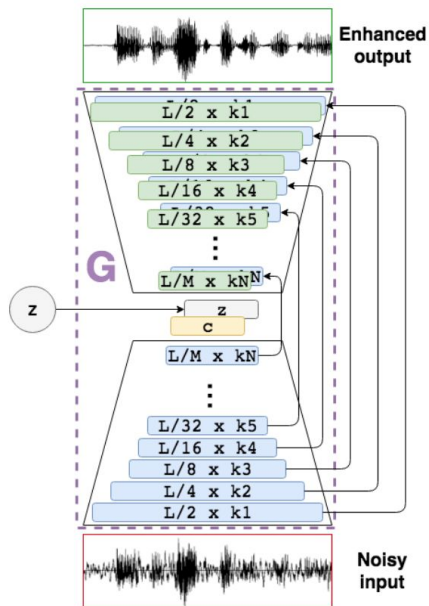 Enhanced
output
L/2 x k1
L/4 x k2
L/8 x k3
L/16 x k4
L/32 x k5
G
L/M x kN
N
z
z
c
L/M x kN
L/32 x k5
L/16 x k4
L/8 x k3
L/4 x k2
L/2 x k1
Noisy
input